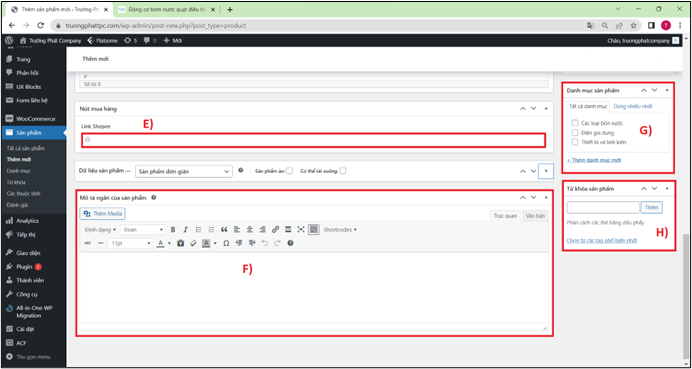 Thêm sản phẩm mới ‹ Trường Phát
Động cơ bơm nước quạt điều h
truongphattpc.com/wp-admin/post-new.php?post_type=product
Trường Phát Company
Flatsome
5
0
Mới
Chào, truongphatcompany
Thêm mới
Trang
Phản hồi
UX Blocks
Form liên hệ
WooCommerce
Sản phẩm
Tất cả sản phẩm
Thêm mới
Danh mục
Từ khóa
Các thuộc tính
Đánh giá
Analytics
Tiếp thị
Giao diện
Plugin 2
Thành viên
Công cụ
All-in-One WP
Migration
Cài đặt
ACF
Thu gọn menu
P
Số từ: 0
Nút mua hàng
Link Shopee
E)
Dữ liệu sản phẩm —
Sản phẩm đơn giản
Sản phẩm ảo:
Có thể tải xuống:
Mô tả ngắn của sản phẩm
Thêm Media
Trực quan
Văn bản
Định dạng
Đoạn
B I
Shortcodes
ABC
11pt
A
A
Ω
F)
Danh mục sản phẩm
Tất cả danh mục
Dùng nhiều nhất
Các loại bồn nước
Điện gia dụng
Thiết bị và linh kiện
G)
+ Thêm danh mục mới
Từ khóa sản phẩm
Thêm
Phân cách các thẻ bằng dấu phẩy.
H)
Chọn từ các tag phổ biến nhất